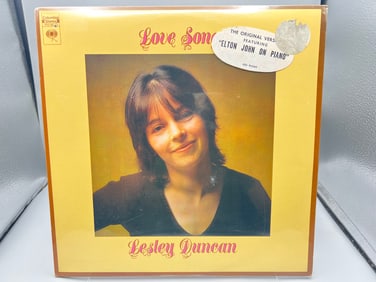 Love Song
THE ORIGINAL VERSION
FEATURING
"ELTON JOHN ON PIANO"
Lesley Duncan